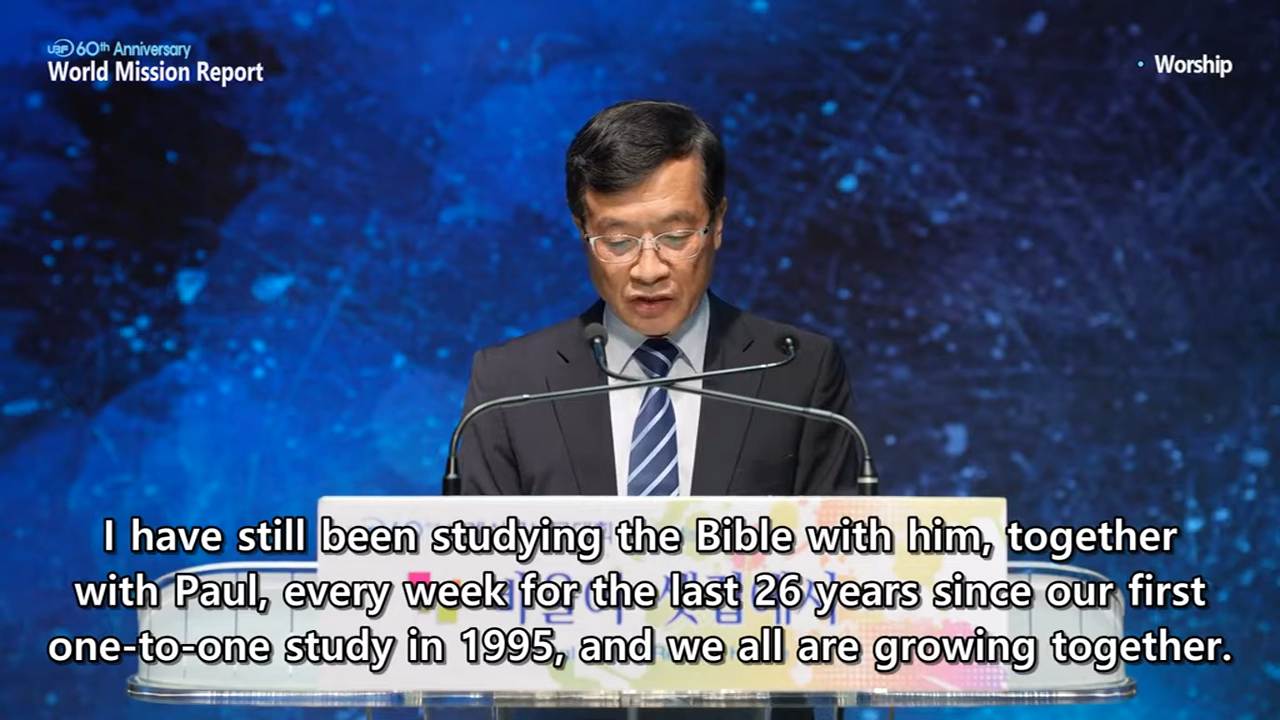 UBF 60th Anniversary
World Mission Report
• Worship
I have still been studying the Bible with him, together
with Paul, every week for the last 26 years since our first
one-to-one study in 1995, and we all are growing together.